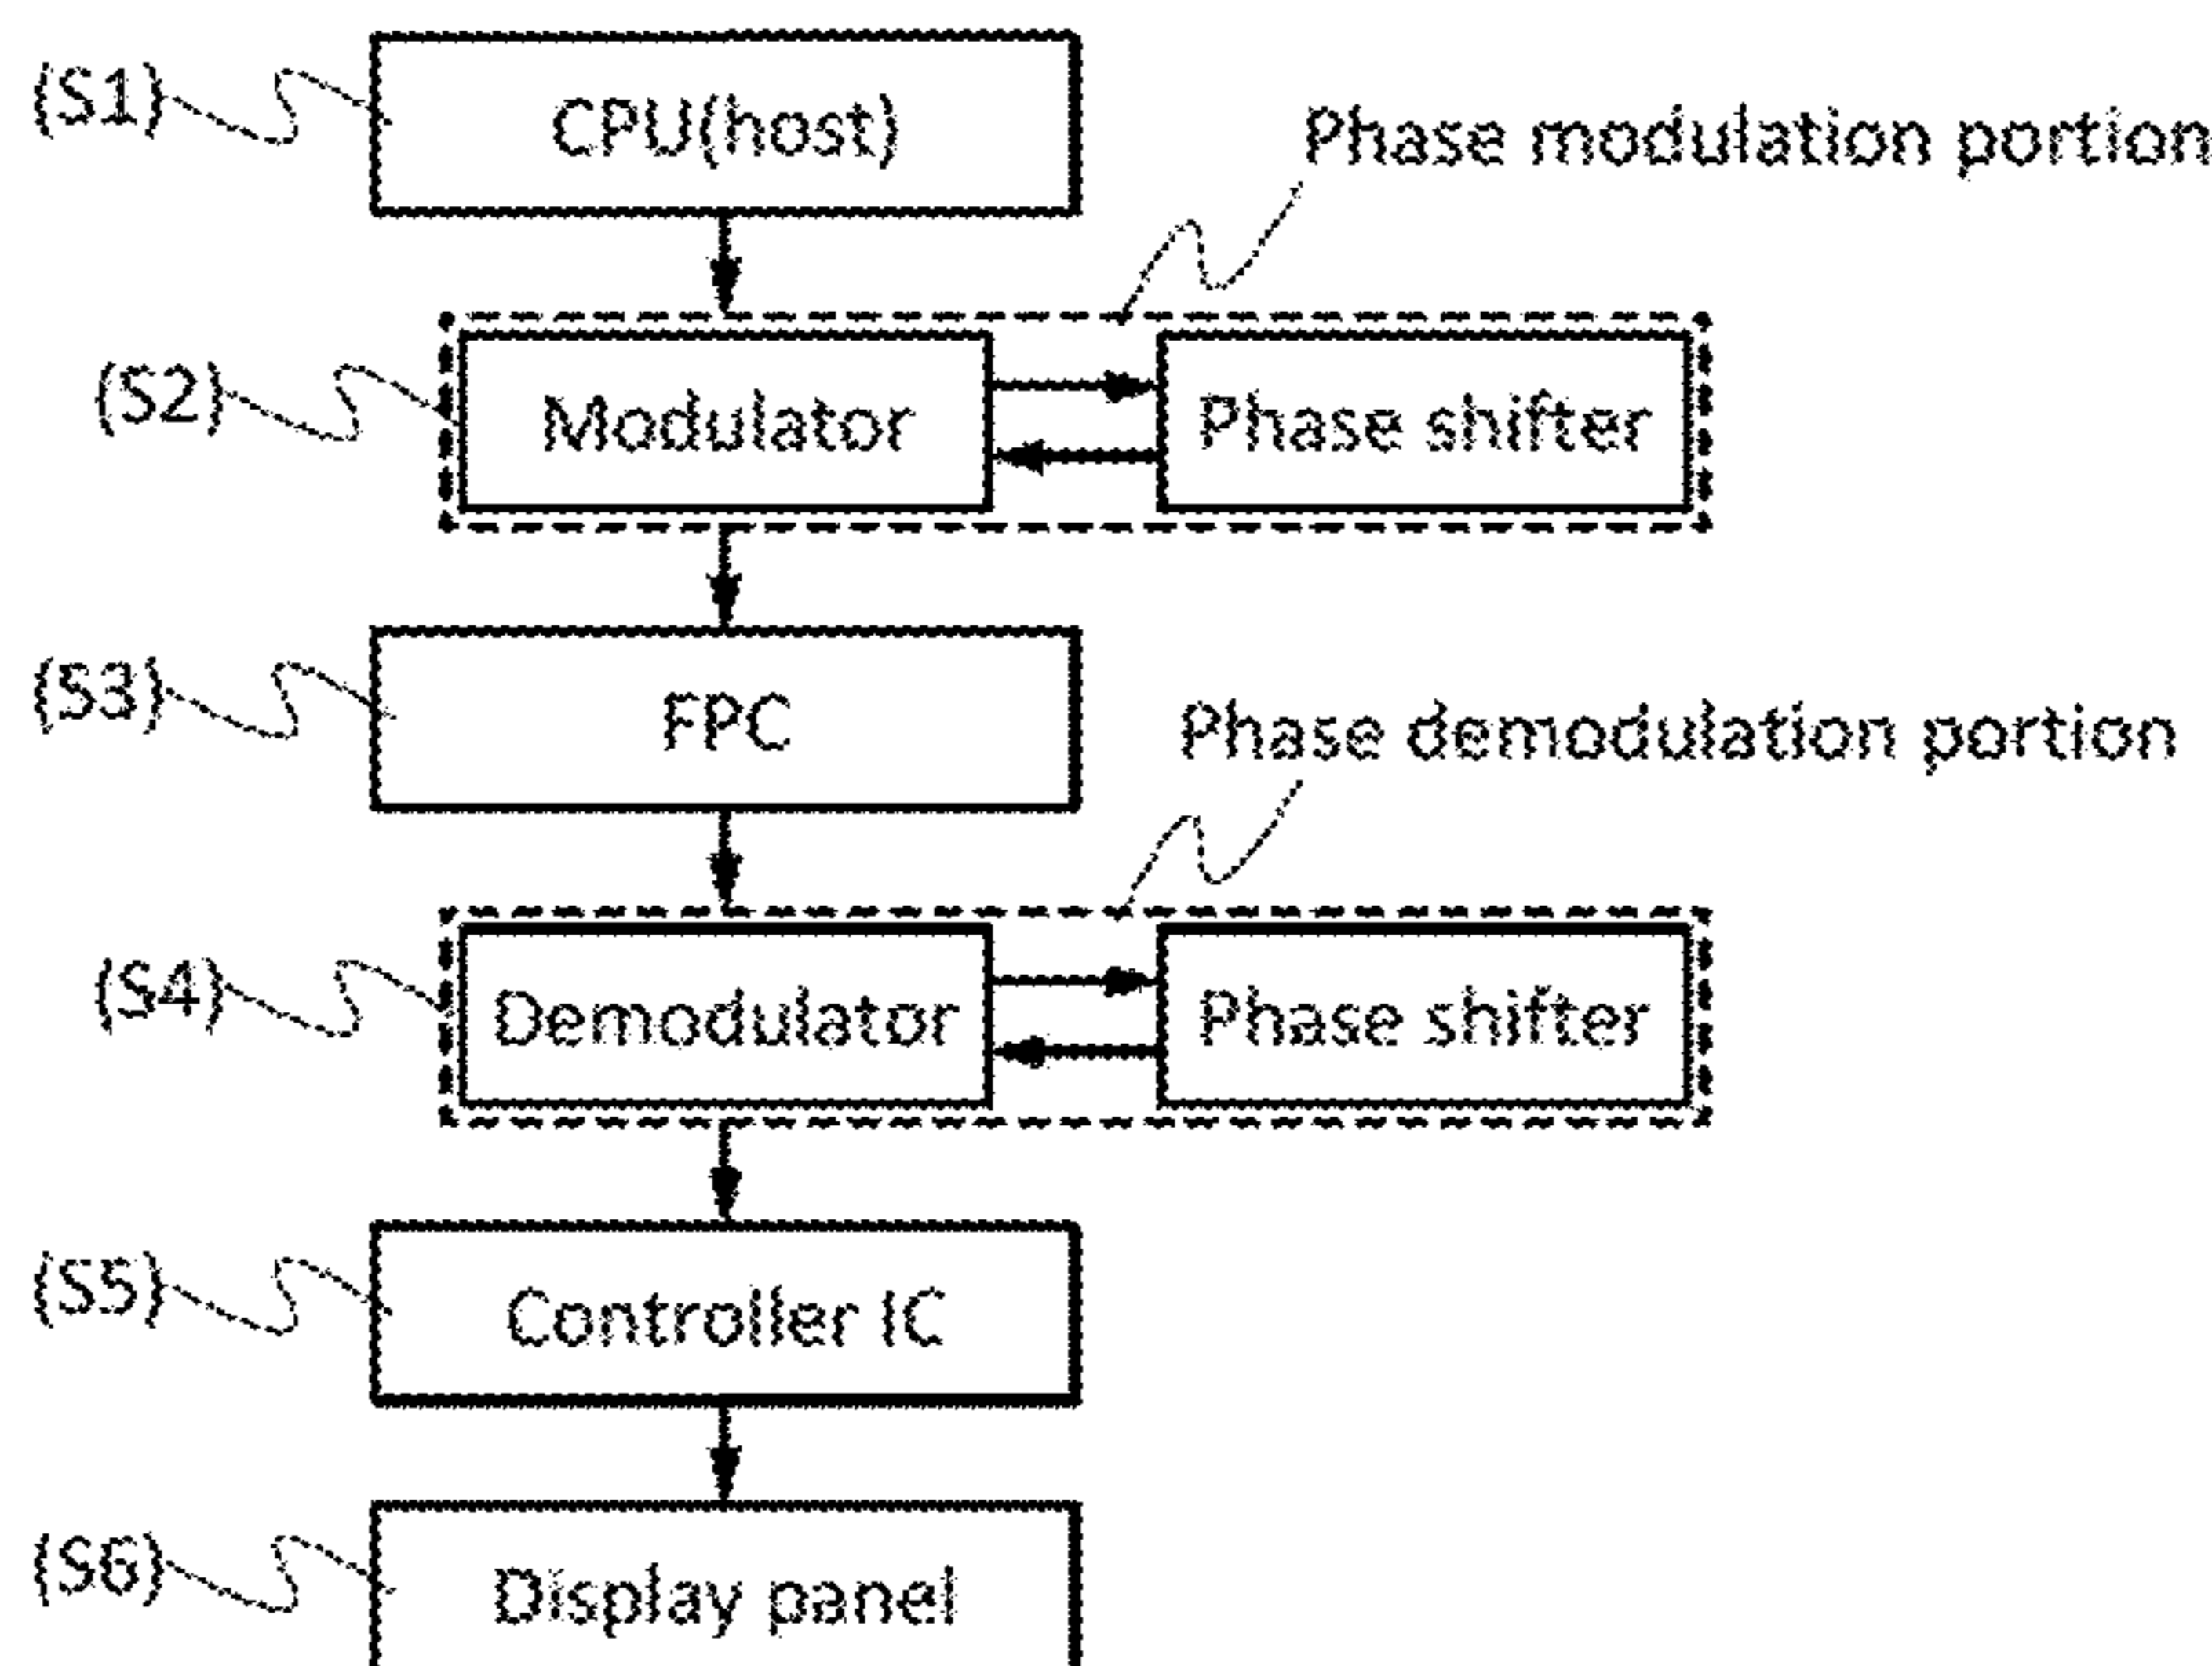 (S1)
CPU(host)
Phase modulation portion
(S2)
Modulator
Phase shifter
(S3)
FPC
Phase demodulation portion
(S4)
Demodulator
Phase shifter
(S5)
Controller IC
(S6)
Display panel